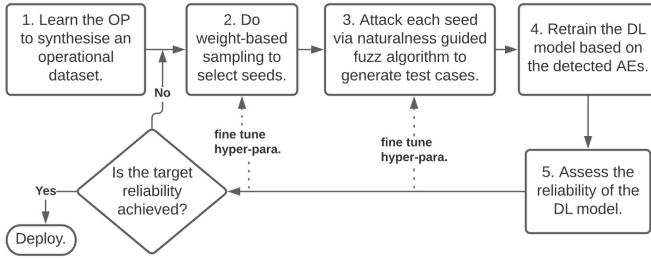 1. Learn the OP
to synthesise an
operational
dataset.
2. Do
weight-based
sampling to
select seeds.
3. Attack each seed
via naturalness guided
fuzz algorithm to
generate test cases.
4. Retrain the DL
model based on
the detected AEs.
No
fine tune
hyper-para.
fine tune
hyper-para.
Is the target
reliability
achieved?
5. Assess the
reliability of the
DL model.
Yes
Deploy.